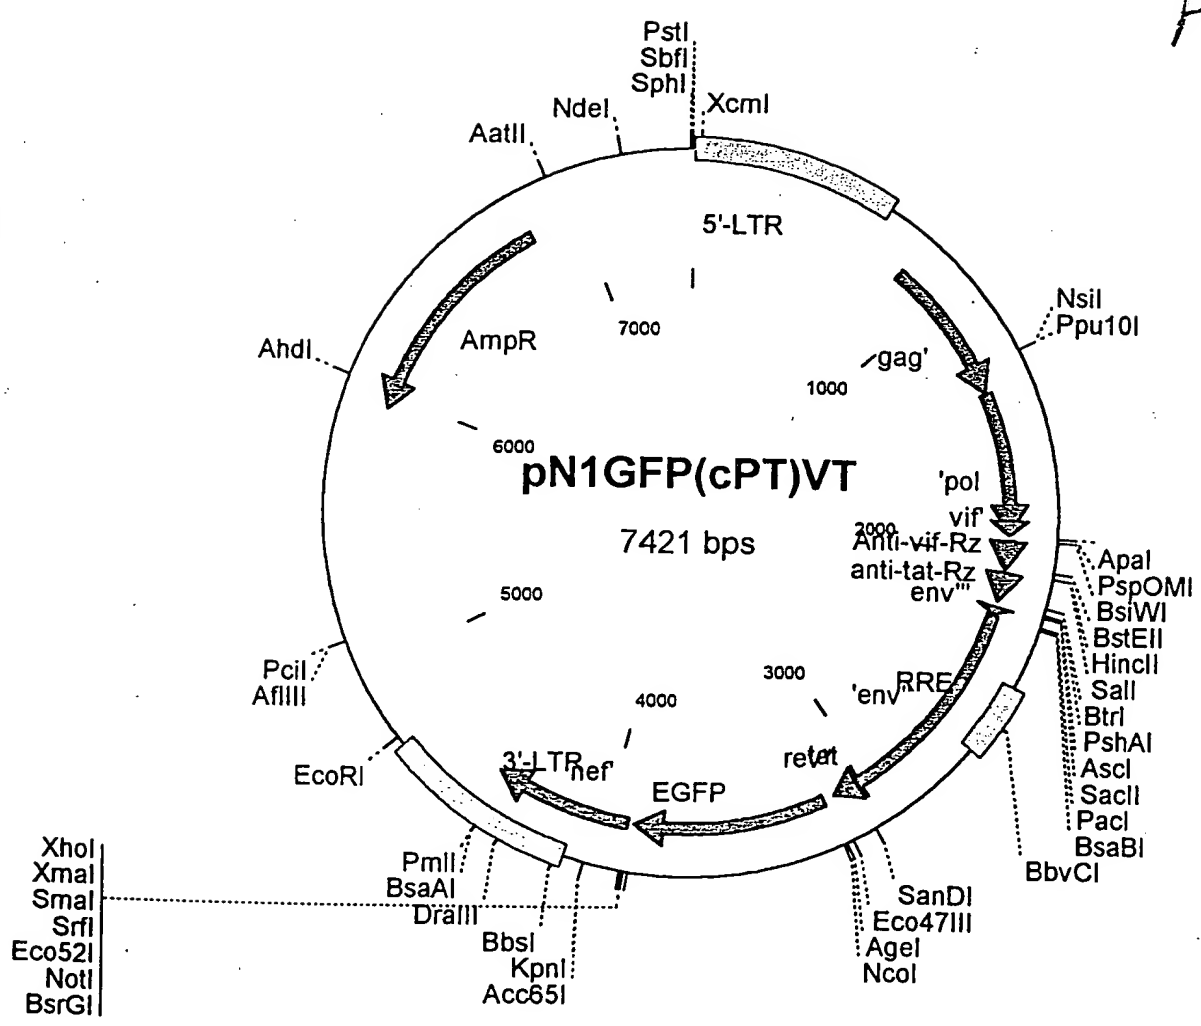 PstI
SbfI
SphI
XcmI
NdeI
AatII
5'-LTR
NsiI
Ppu10I
7000
AmpR
AhdI
gag'
1000
6000
pN1GFP(cPT)VT
'pol
vif'
2000
7421 bps
Anti-vif-Rz
anti-tat-Rz
env'''
ApaI
PspOMI
BsiWI
BstEII
HincII
SalI
BtrI
PshAI
AscI
SacII
PacI
BsaBI
BbvCI
5000
PciI
AflIII
3000
'env'
RRE
4000
EcoRI
3'-LTR
nef'
EGFP
XhoI
XmaI
SmaI
SrfI
Eco52I
NotI
BsrGI
PmlI
BsaAI
DraIII
BbsI
KpnI
Acc65I
SanDI
Eco47III
AgeI
NcoI